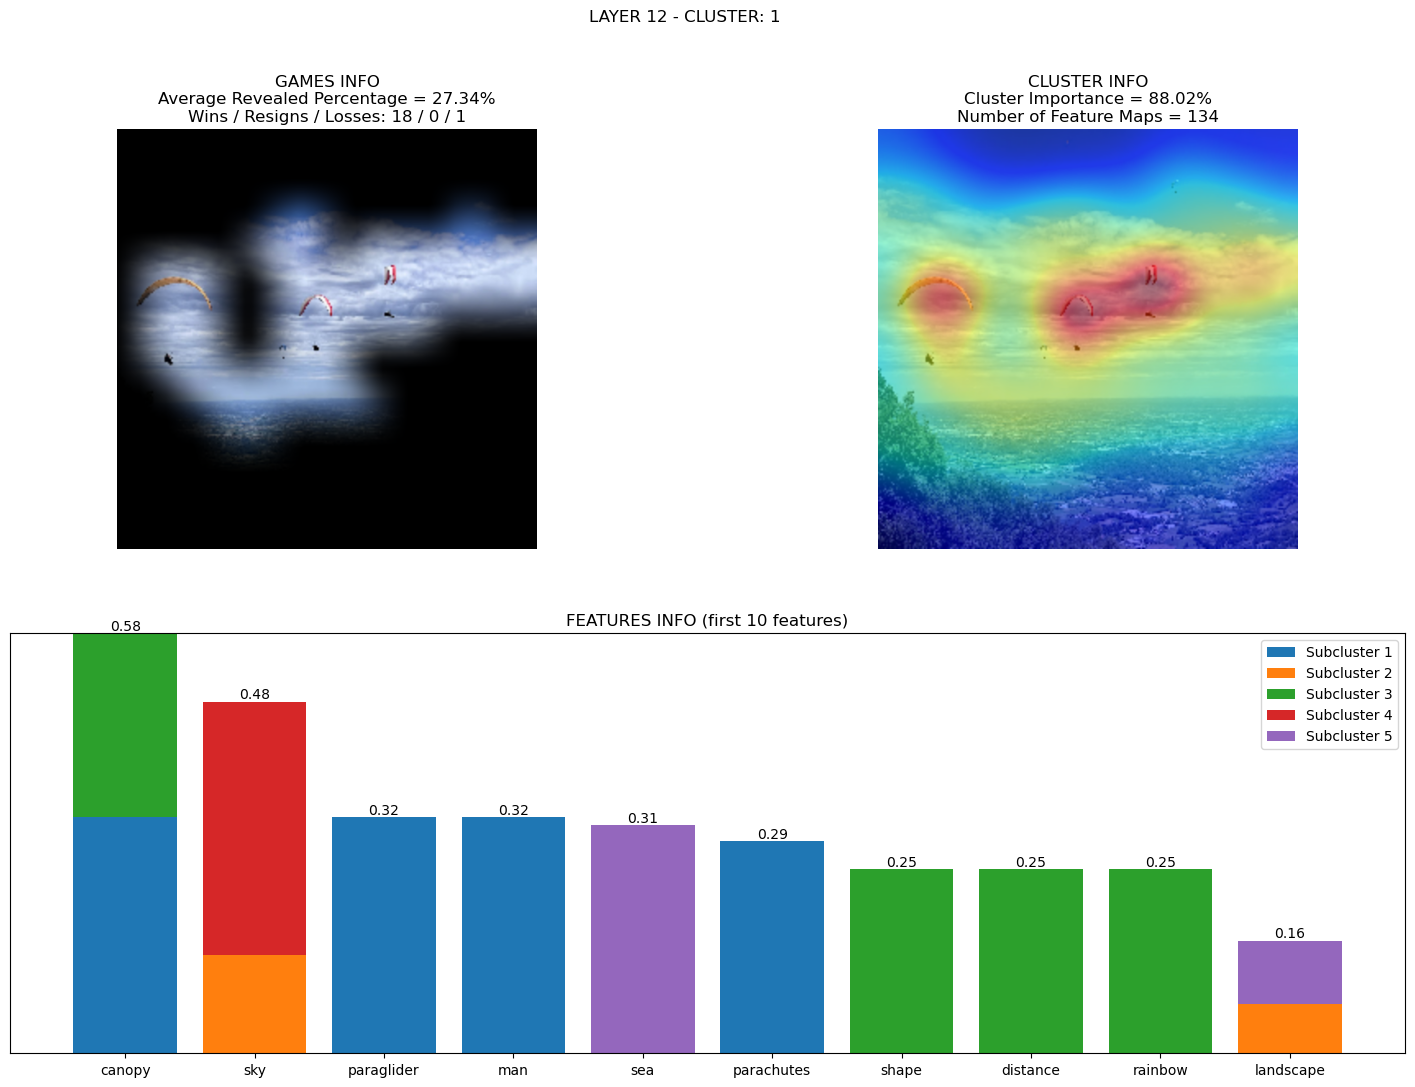 LAYER 12 - CLUSTER: 1
GAMES INFO
Average Revealed Percentage = 27.34%
Wins / Resigns / Losses: 18 / 0 / 1
CLUSTER INFO
Cluster Importance = 88.02%
Number of Feature Maps = 134
FEATURES INFO (first 10 features)
0.58
0.48
0.32
0.32
0.31
0.29
0.25
0.25
0.25
0.16
Subcluster 1
Subcluster 2
Subcluster 3
Subcluster 4
Subcluster 5
canopy
sky
paraglider
man
sea
parachutes
shape
distance
rainbow
landscape